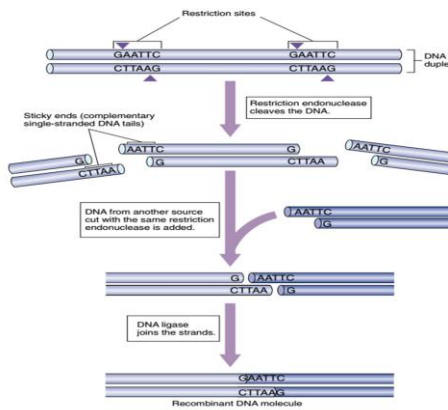 Restriction sites
GAATTC GAATTC
CTTAAG CTTAAG
DNA
duplex
Restriction endonuclease
cleaves the DNA.
Sticky ends (complementary
single-stranded DNA tails)
G
CTTAA
AATTC G
G CTTAA
AATTC
G
DNA from another source
cut with the same restriction
endonuclease is added.
AATTC
G
G AATTC
CTTAA G
DNA ligase
joins the strands.
GAATTC
CTTAAG
Recombinant DNA molecule